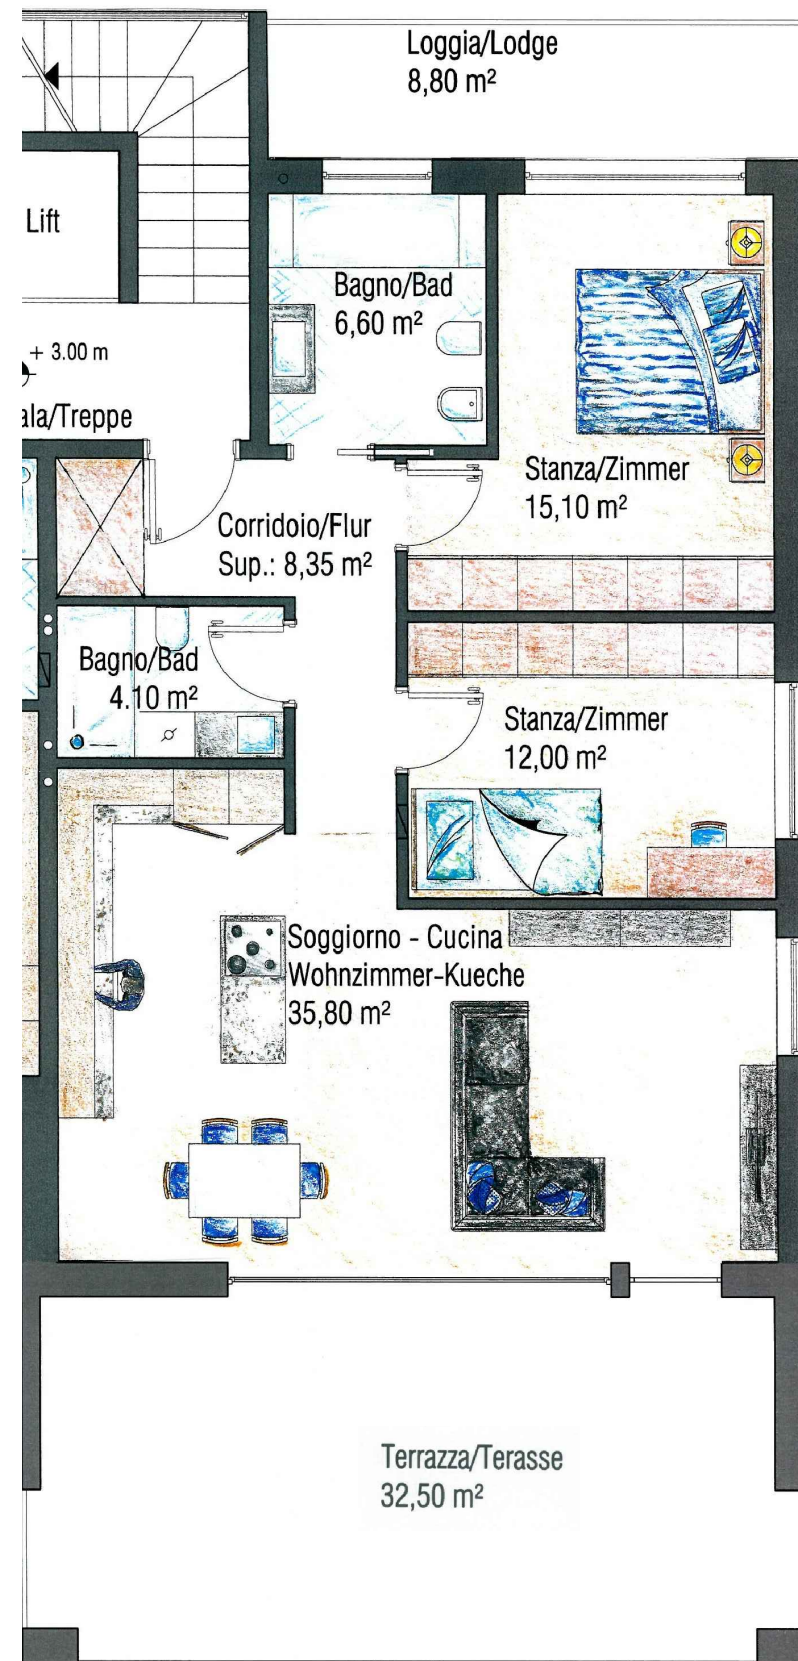 Loggia/Lodge
8,80 m²
Lift
Bagno/Bad
6,60 m²
+ 3.00 m
ala/Treppe
Stanza/Zimmer
15,10 m²
Corridoio/Flur
Sup.: 8,35 m²
Bagno/Bad
4.10 m²
Stanza/Zimmer
12,00 m²
Soggiorno - Cucina
Wohnzimmer-Kueche
35,80 m²
Terrazza/Terasse
32,50 m²